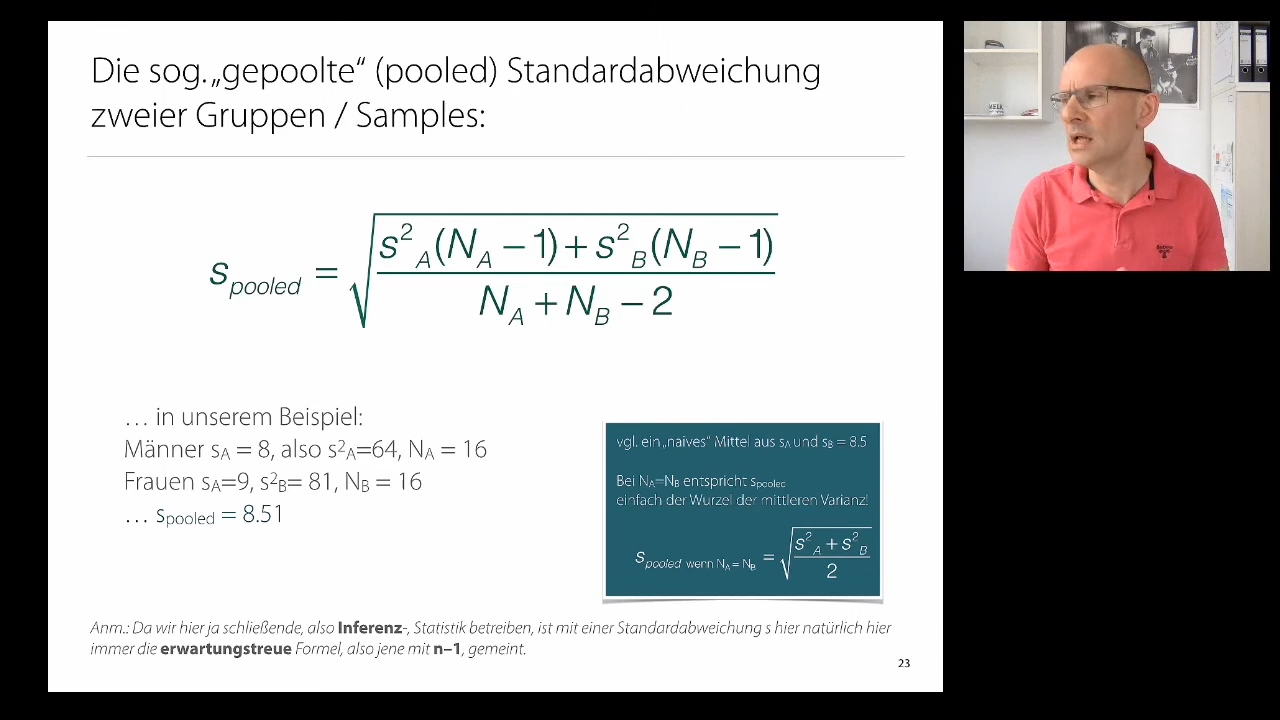 Die sog. „gepoolte“ (pooled) Standardabweichung
zweier Gruppen / Samples:
s_pooled = √((s²_A(N_A − 1) + s²_B(N_B − 1)) / (N_A + N_B − 2))
… in unserem Beispiel:
Männer s_A = 8, also s²_A=64, N_A = 16
Frauen s_A=9, s²_B= 81, N_B = 16
… s_pooled = 8.51
vgl. ein „naives“ Mittel aus s_A und s_B = 8.5
Bei N_A=N_B entspricht s_pooled
einfach der Wurzel der mittleren Varianz!
s_pooled wenn N_A = N_B = √((s²_A + s²_B) / 2)
Anm.: Da wir hier ja schließende, also Inferenz-, Statistik betreiben, ist mit einer Standardabweichung s hier natürlich hier
immer die erwartungstreue Formel, also jene mit n−1, gemeint.
23